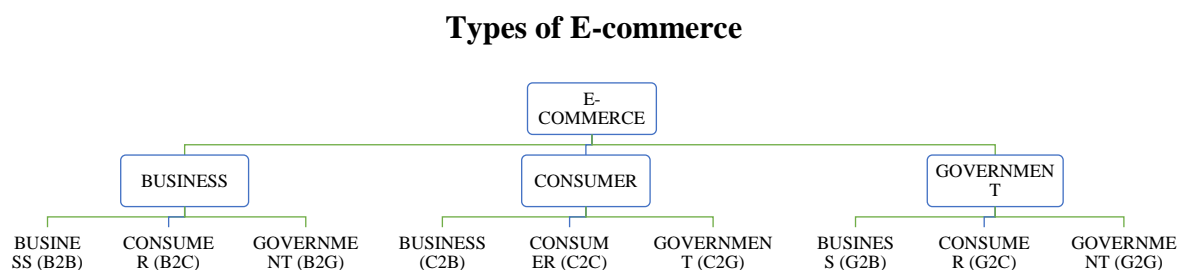 Types of E-commerce
E-
COMMERCE
BUSINESS
CONSUMER
GOVERNMEN
T
BUSINE
SS (B2B)
CONSUME
R (B2C)
GOVERNME
NT (B2G)
BUSINESS
(C2B)
CONSUM
ER (C2C)
GOVERNMEN
T (C2G)
BUSINES
S (G2B)
CONSUME
R (G2C)
GOVERNME
NT (G2G)